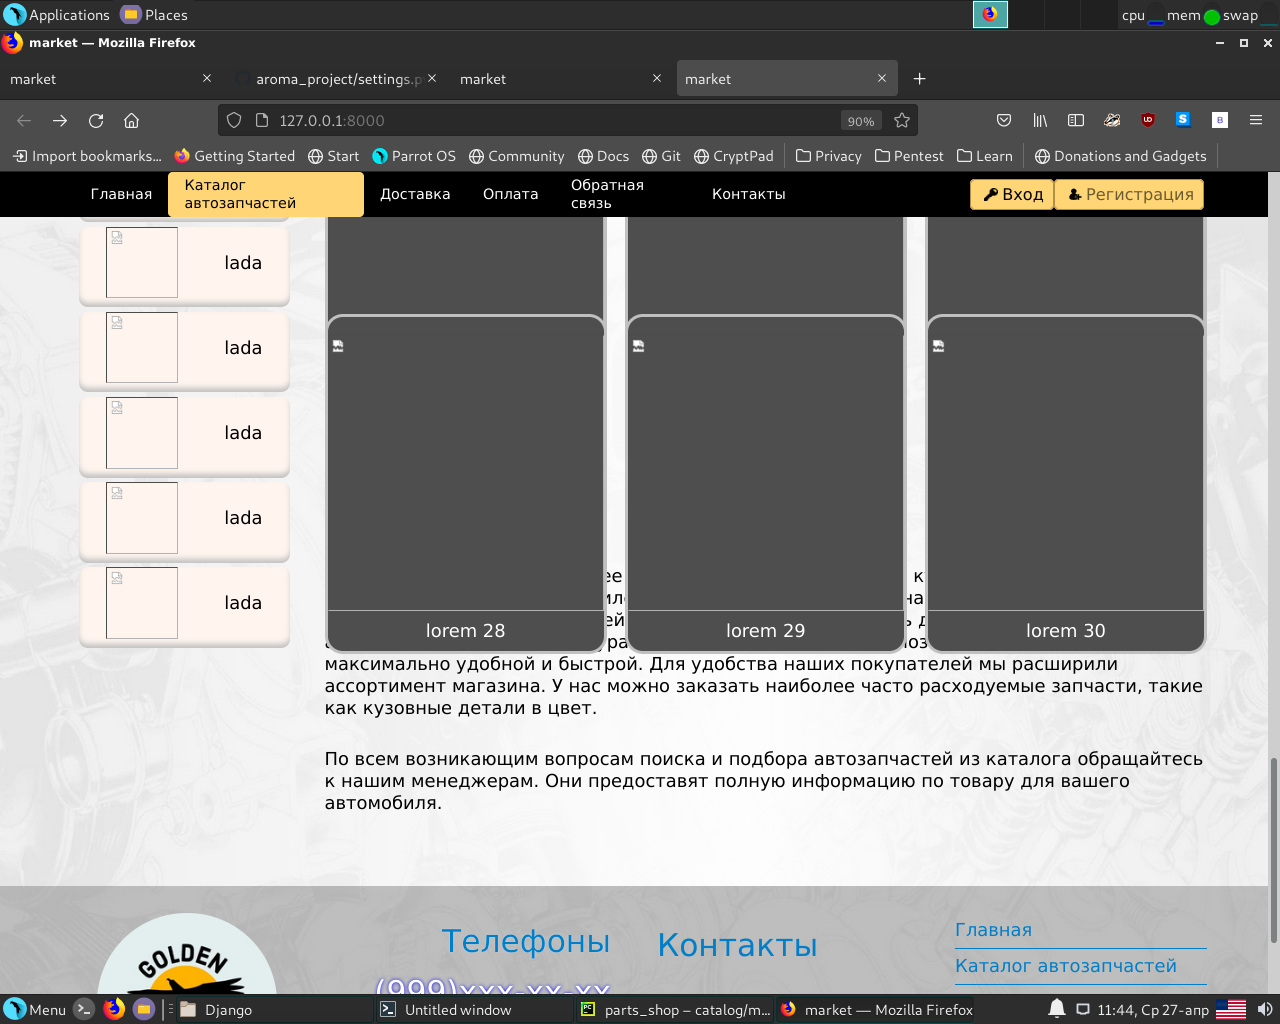 Applications Places cpu mem swap
market — Mozilla Firefox
market aroma_project/settings.p market market
127.0.0.1:8000 90%
Import bookmarks... Getting Started Start Parrot OS Community Docs Git CryptPad Privacy Pentest Learn Donations and Gadgets
Главная Каталог автозапчастей Доставка Оплата Обратная связь Контакты Вход Регистрация
lada
lada
lada
lada
lada
lorem 28 lorem 29 lorem 30
максимально удобной и быстрой. Для удобства наших покупателей мы расширили
ассортимент магазина. У нас можно заказать наиболее часто расходуемые запчасти, такие
как кузовные детали в цвет.
По всем возникающим вопросам поиска и подбора автозапчастей из каталога обращайтесь
к нашим менеджерам. Они предоставят полную информацию по товару для вашего
автомобиля.
GOLDEN
Телефоны
(999)xxx-xx-xx
Контакты
Главная
Каталог автозапчастей
Menu Django Untitled window parts_shop – catalog/m... market — Mozilla Firefox 11:44, Ср 27-апр